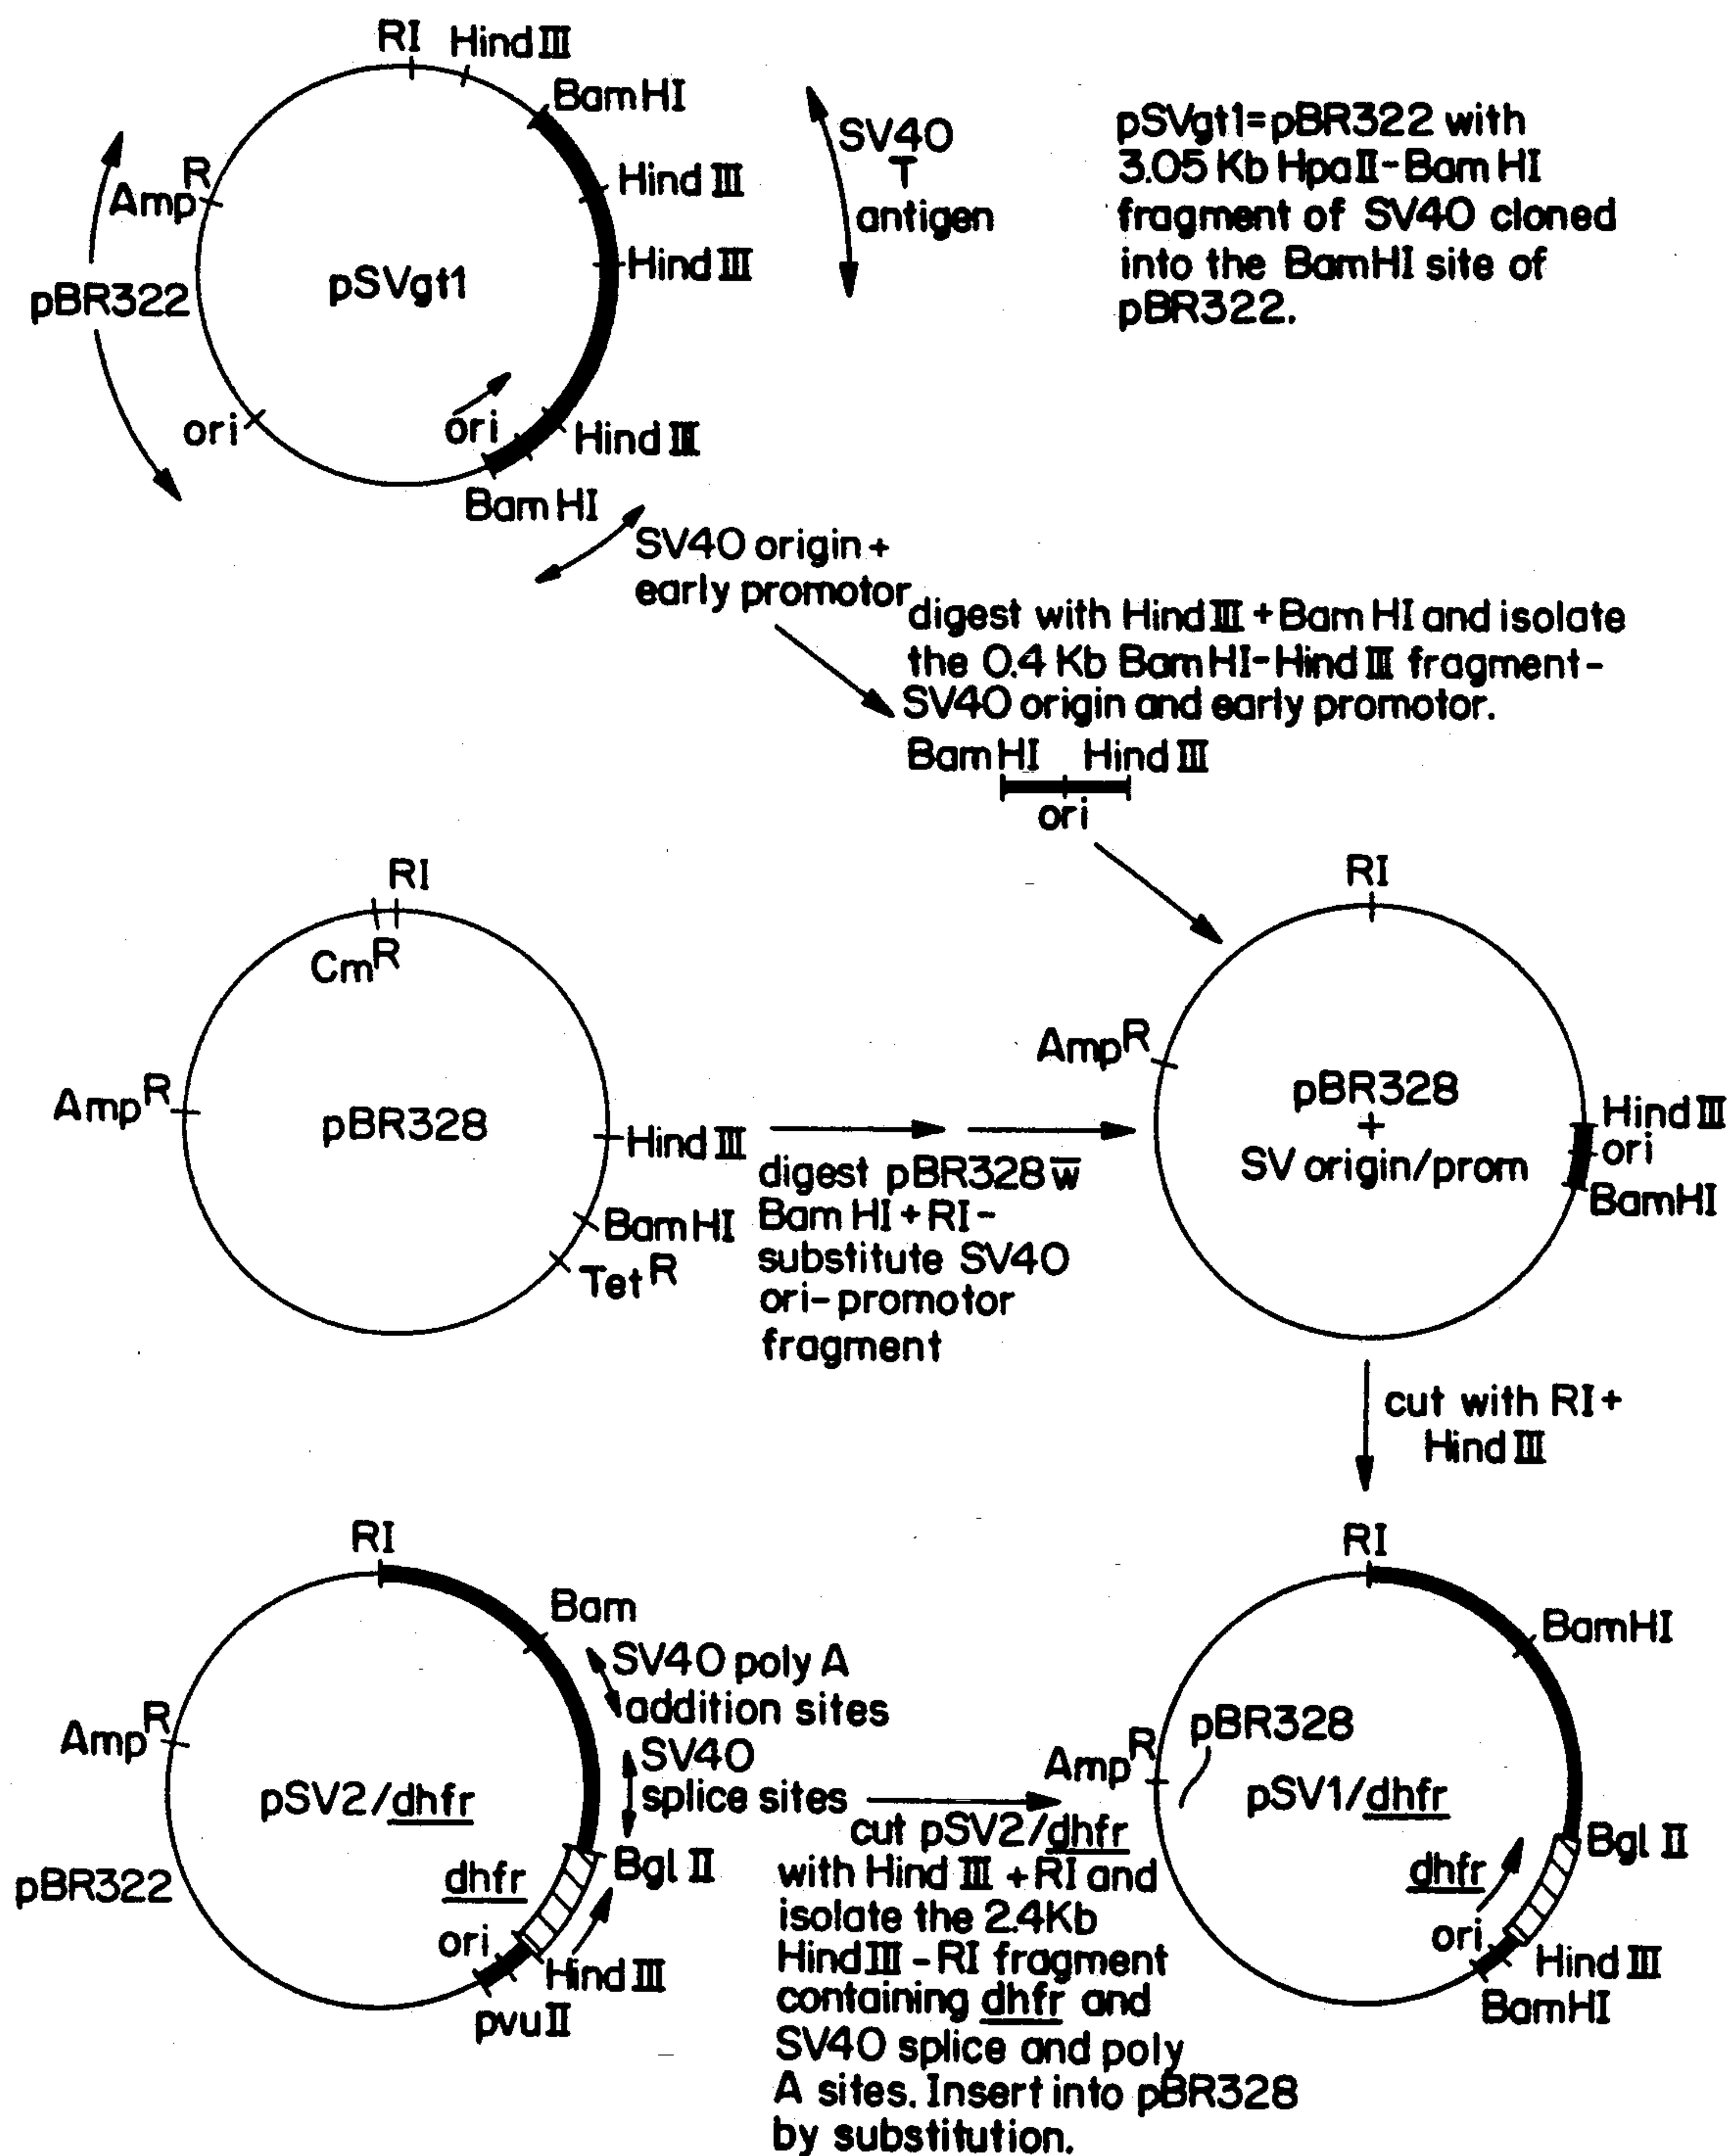 RI
Hind III
BamHI
SV40
T
antigen
Hind III
Hind III
Amp R
pBR322
pSVgt1
ori
ori
Hind III
Bam HI
pSVgt1=pBR322 with
3.05 Kb HpaII-Bam HI
fragment of SV40 cloned
into the BamHI site of
pBR322.
SV40 origin +
early promotor
digest with Hind III + Bam HI and isolate
the 0.4 Kb Bam HI-Hind III fragment-
SV40 origin and early promotor.
Bam HI Hind III
ori
RI
Cm R
Amp R
pBR328
Hind III
Bam HI
Tet R
digest pBR328 w̅
Bam HI + RI-
substitute SV40
ori-promotor
fragment
RI
Amp R
pBR328
+
SV origin/prom
Hind III
ori
BamHI
cut with RI+
Hind III
RI
Bam
SV40 poly A
addition sites
SV40
splice sites
Amp R
pSV2/dhfr
pBR322
dhfr
Bgl II
ori
Hind III
pvu II
cut pSV2/dhfr
with Hind III + RI and
isolate the 2.4Kb
Hind III - RI fragment
containing dhfr and
SV40 splice and poly
A sites. Insert into pBR328
by substitution.
RI
BamHI
Amp R
pBR328
pSV1/dhfr
Bgl II
dhfr
ori
Hind III
BamHI